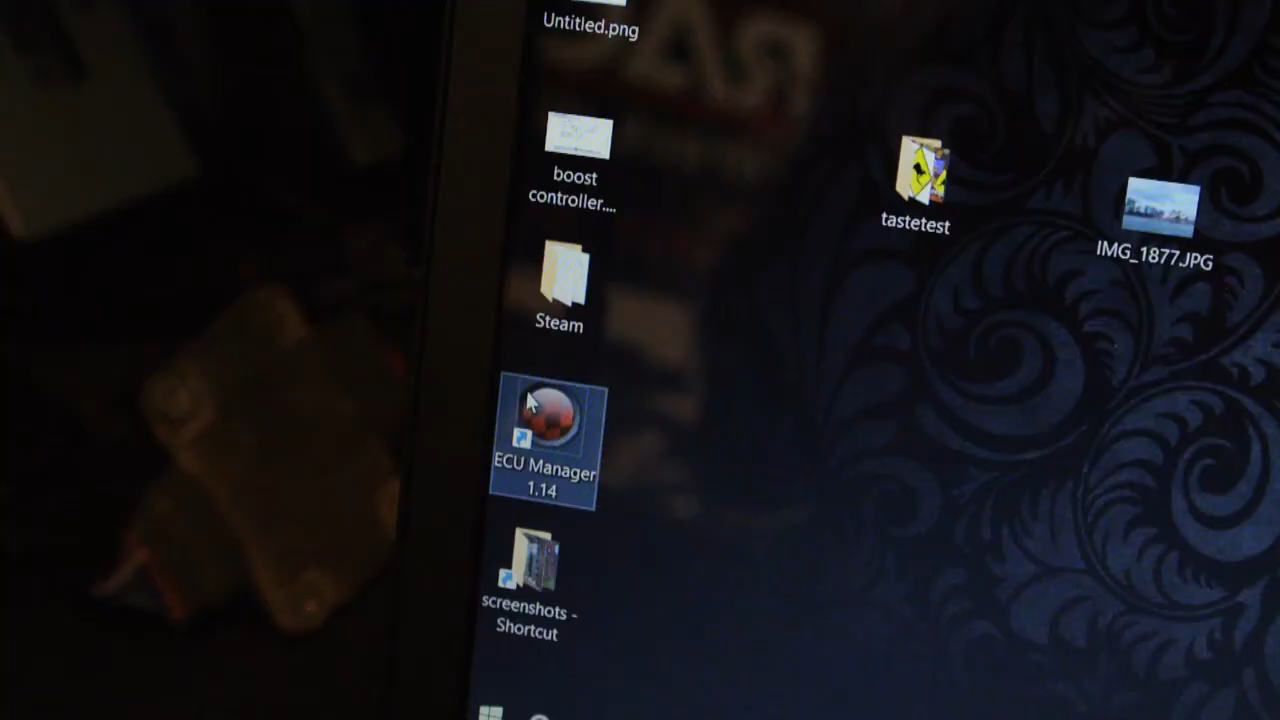 Untitled.png
boost
controller....
tastetest
IMG_1877.JPG
Steam
ECU Manager
1.14
screenshots -
Shortcut